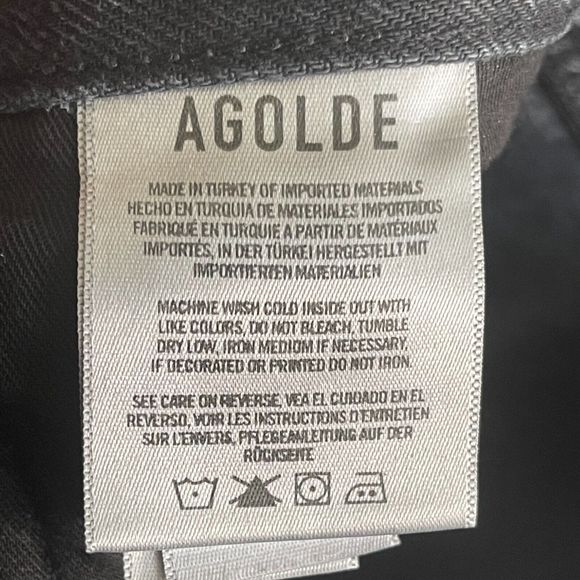 AGOLDE
MADE IN TURKEY OF IMPORTED MATERIALS
HECHO EN TURQUIA DE MATERIALES IMPORTADOS
FABRIQUÉ EN TURQUIE A PARTIR DE MATERIAUX
IMPORTÉS, IN DER TÜRKEI HERGESTELLT MIT
IMPORTIERTEN MATERIALIEN
MACHINE WASH COLD INSIDE OUT WITH
LIKE COLORS, DO NOT BLEACH, TUMBLE
DRY LOW, IRON MEDIUM IF NECESSARY.
IF DECORATED OR PRINTED DO NOT IRON.
SEE CARE ON REVERSE, VEA EL CUIDADO EN EL
REVERSO, VOIR LES INSTRUCTIONS D'ENTRETIEN
SUR L'ENVERS, PFLEGEANLEITUNG AUF DER
RÜCKSEITE